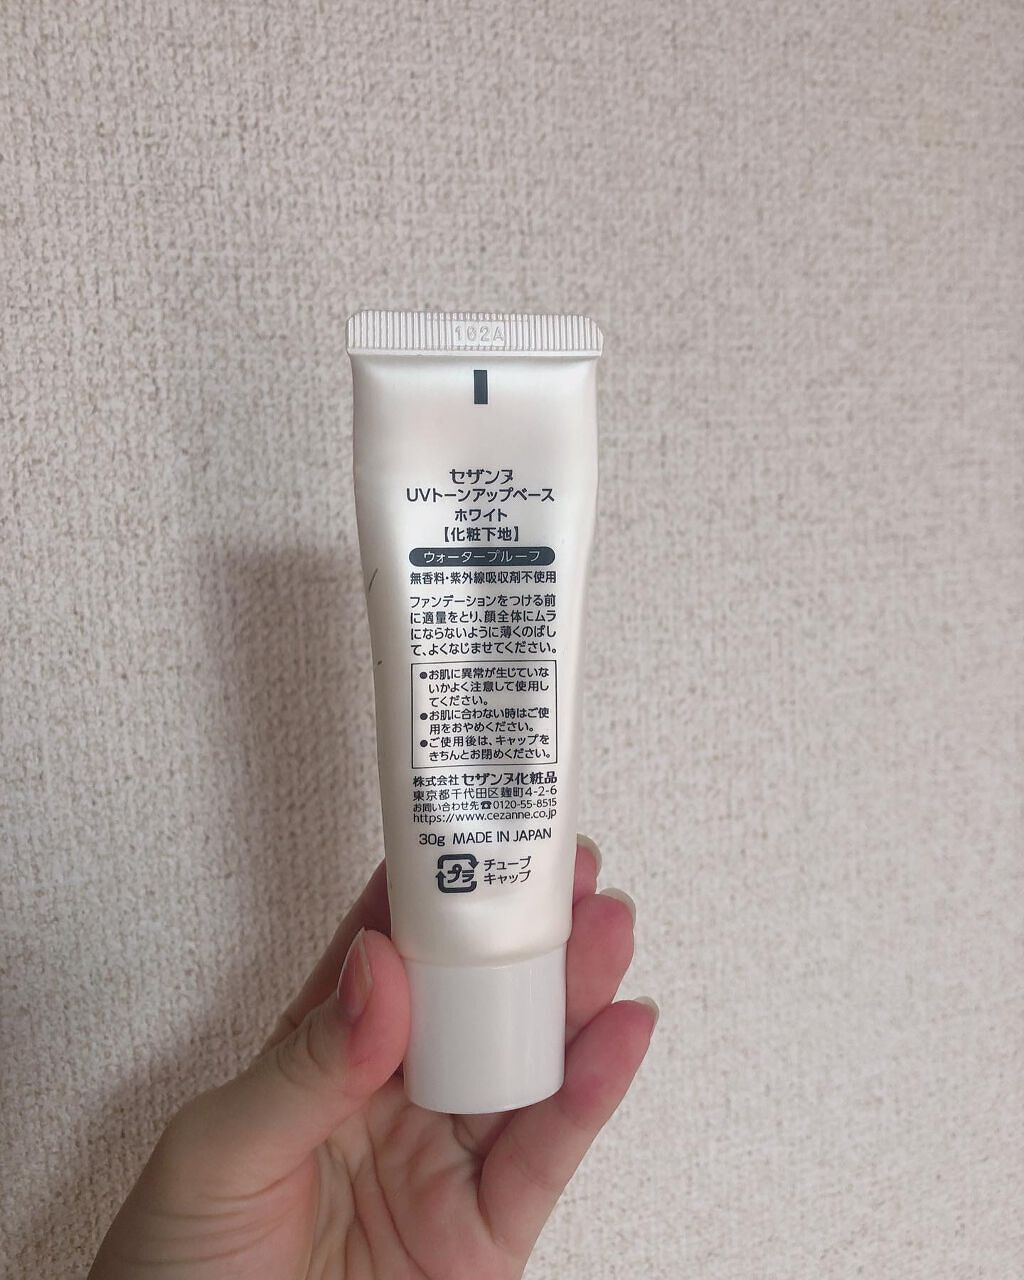 102A
セザンヌ
UVトーンアップベース
ホワイト
【化粧下地】
ウォータープルーフ
無香料・紫外線吸収剤不使用
ファンデーションをつける前
に適量をとり、顔全体にムラ
にならないように薄くのばし
て、よくなじませてください。
●お肌に異常が生じていな
いかよく注意して使用し
てください。
●お肌に合わない時はご使
用をおやめください。
●ご使用後は、キャップを
きちんとお閉めください。
株式会社 セザンヌ化粧品
東京都千代田区麹町4-2-6
お問い合わせ先☎0120-55-8515
https://www.cezanne.co.jp
30g MADE IN JAPAN
プラ チューブ
キャップ